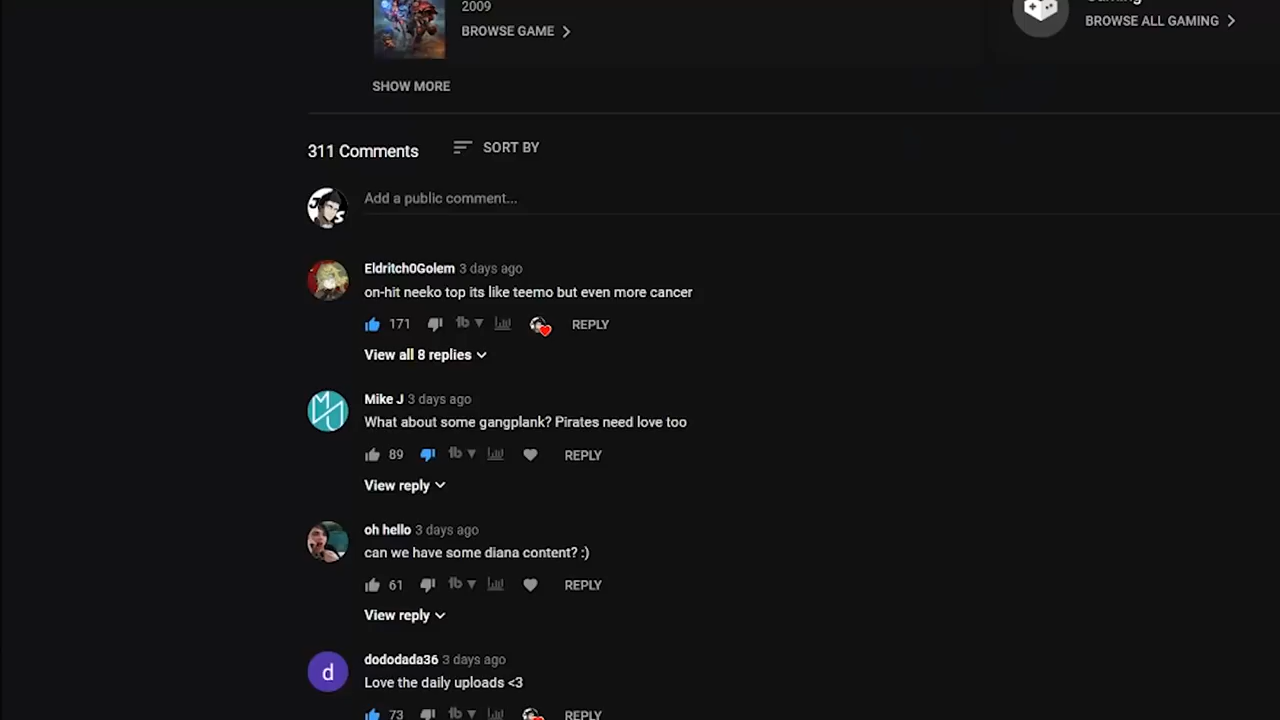 2009
BROWSE GAME
BROWSE ALL GAMING
SHOW MORE
311 Comments
SORT BY
Add a public comment...
Eldritch0Golem 3 days ago
on-hit neeko top its like teemo but even more cancer
171
REPLY
View all 8 replies
Mike J 3 days ago
What about some gangplank? Pirates need love too
89
REPLY
View reply
oh hello 3 days ago
can we have some diana content? :)
61
REPLY
View reply
d
dododada36 3 days ago
Love the daily uploads <3
73
REPLY